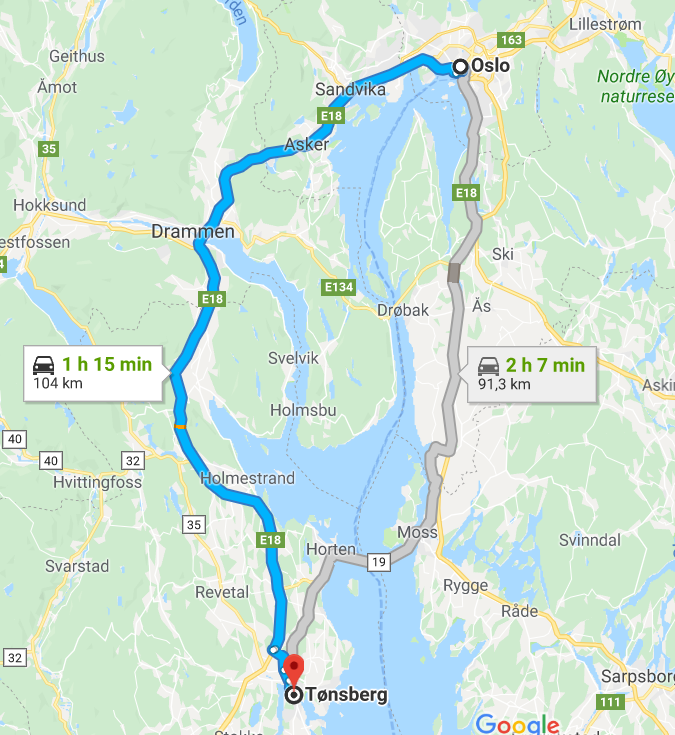 163
Lillestrøm
Oslo
Geithus
Åmot
Sandvika
Nordre Øy
naturrese
E18
35
Asker
Hokksund
E18
Drammen
estfossen
Ski
E134
E18
Drøbak
Ås
1 h 15 min
104 km
Svelvik
2 h 7 min
91,3 km
Askin
Holmsbu
40
40
32
Hvittingfoss
Holmestrand
35
E18
Moss
Svinndal
Horten
19
Svarstad
Revetal
Rygge
Råde
32
Sarpsborg
Tønsberg
111
Google